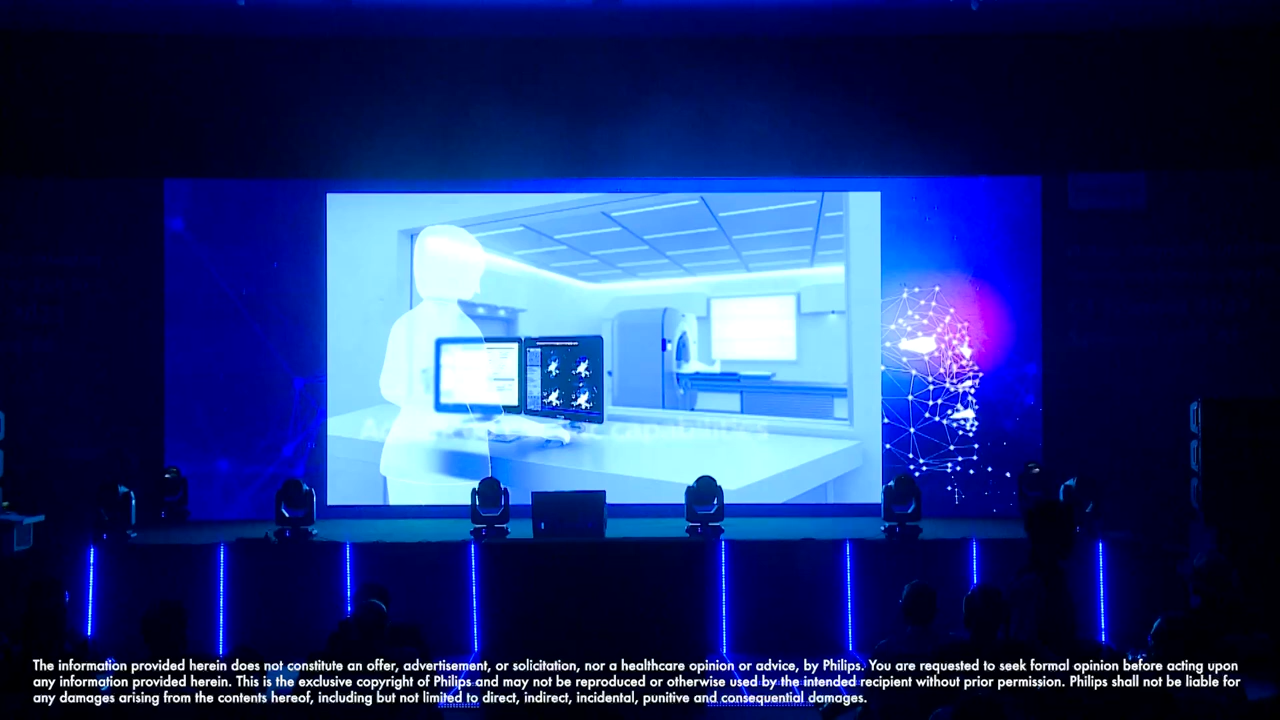 capabilities
The information provided herein does not constitute an offer, advertisement, or solicitation, nor a healthcare opinion or advice, by Philips. You are requested to seek formal opinion before acting upon
any information provided herein. This is the exclusive copyright of Philips and may not be reproduced or otherwise used by the intended recipient without prior permission. Philips shall not be liable for
any damages arising from the contents hereof, including but not limited to direct, indirect, incidental, punitive and consequential damages.